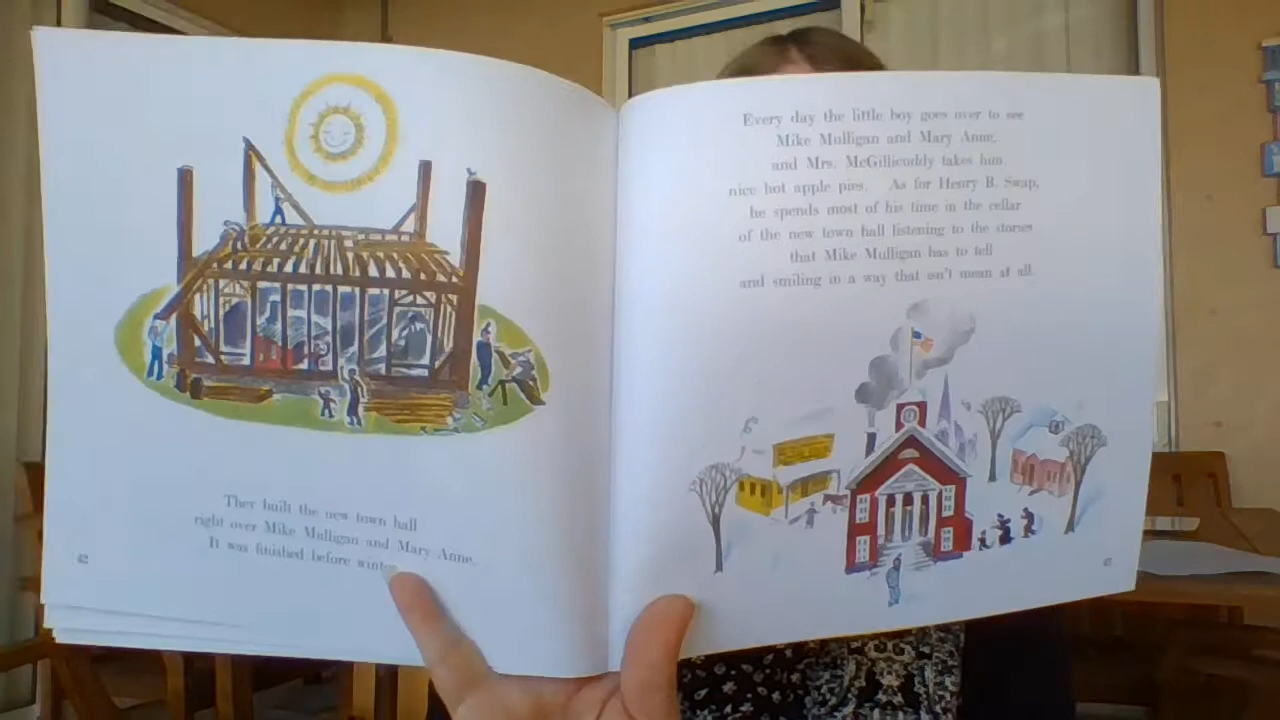 They built the new town hall
right over Mike Mulligan and Mary Anne.
It was finished before winter
42
Every day the little boy goes over to see
Mike Mulligan and Mary Anne,
and Mrs. McGillicuddy takes him
nice hot apple pies. As for Henry B. Swap,
he spends most of his time in the cellar
of the new town hall listening to the stories
that Mike Mulligan has to tell
and smiling in a way that isn't mean at all.